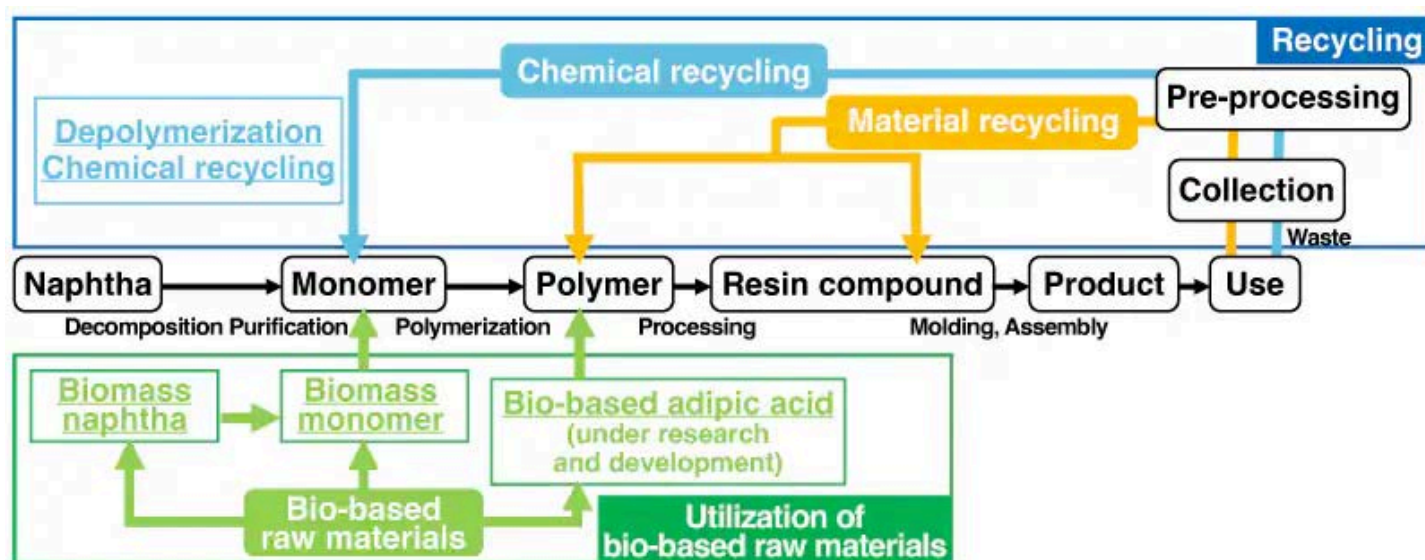 Recycling
Chemical recycling
Pre-processing
Material recycling
Depolymerization
Chemical recycling
Collection
Waste
Naphtha
Monomer
Polymer
Resin compound
Product
Use
Decomposition Purification
Polymerization
Processing
Molding, Assembly
Biomass
naphtha
Biomass
monomer
Bio-based adipic acid
(under research
and development)
Bio-based
raw materials
Utilization of
bio-based raw materials